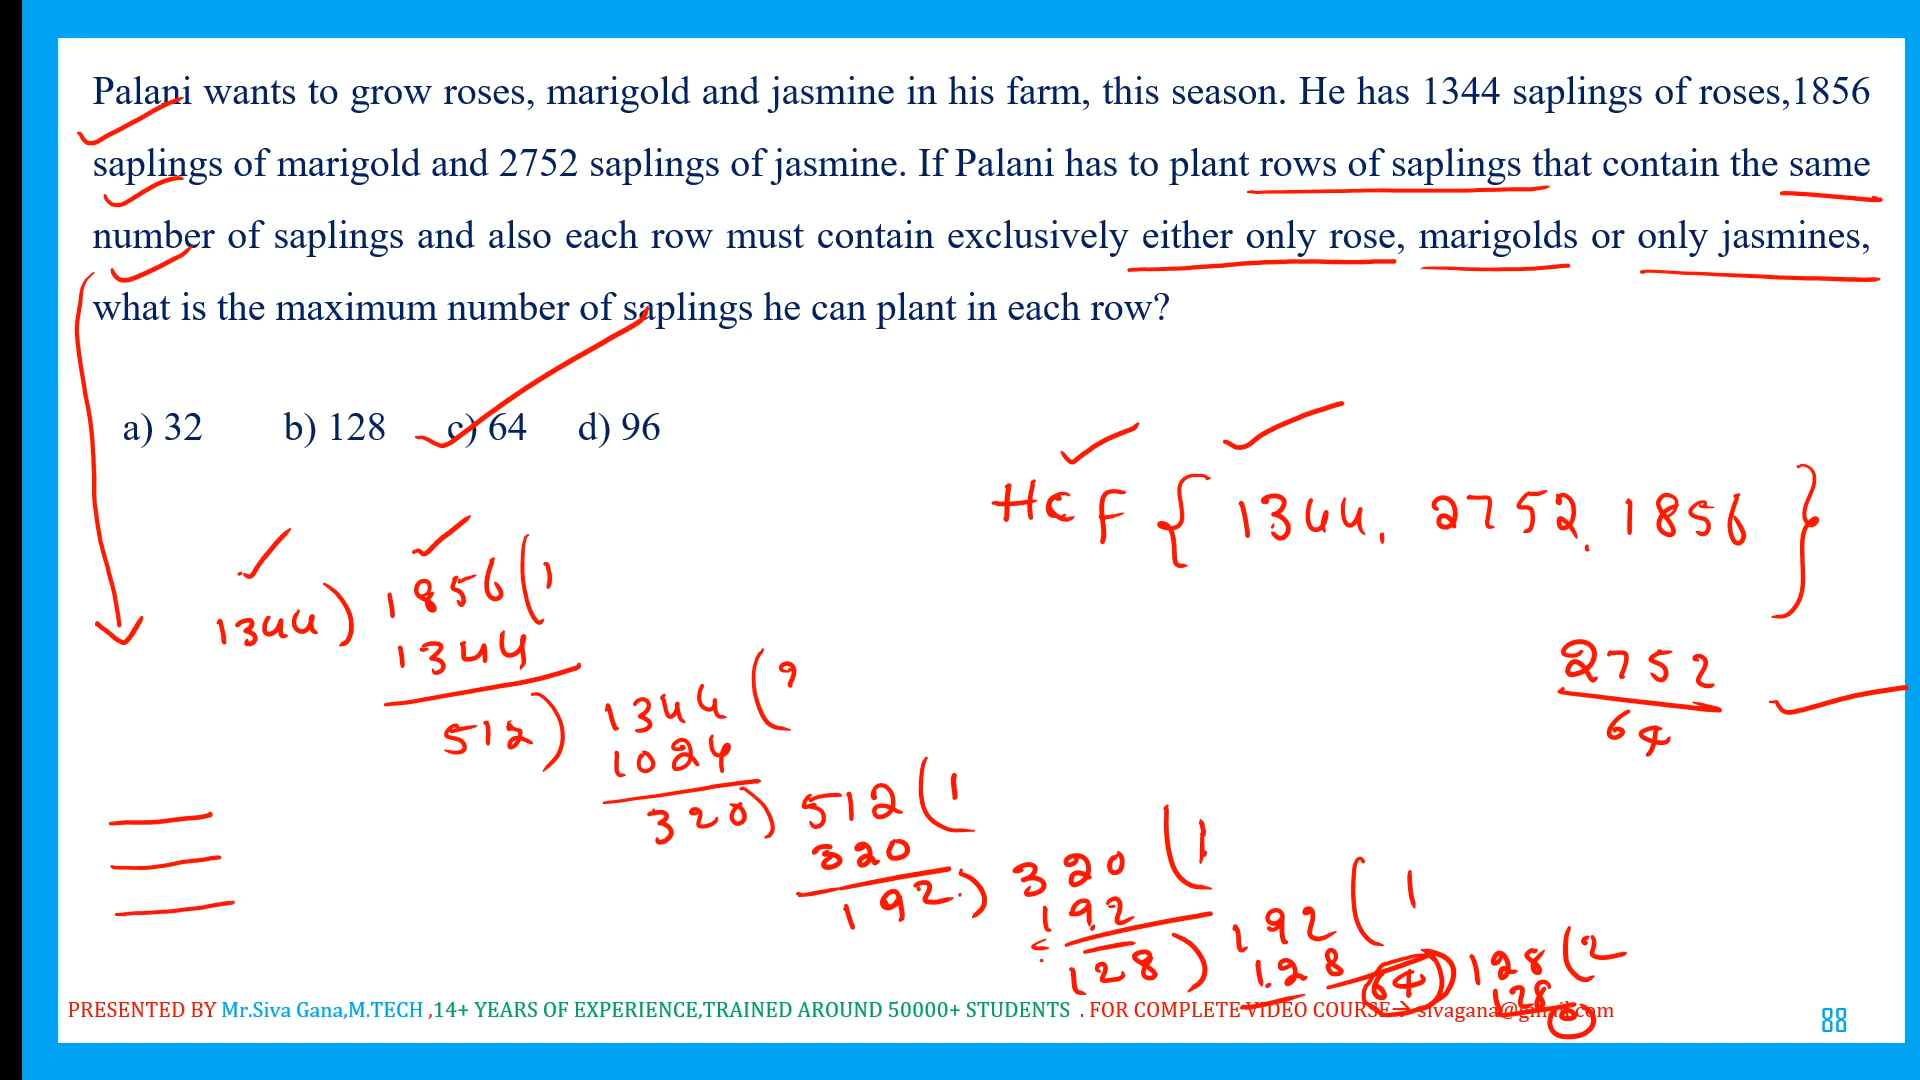 Palani wants to grow roses, marigold and jasmine in his farm, this season. He has 1344 saplings of roses,1856
saplings of marigold and 2752 saplings of jasmine. If Palani has to plant rows of saplings that contain the same
number of saplings and also each row must contain exclusively either only rose, marigolds or only jasmines,
what is the maximum number of saplings he can plant in each row?
a) 32 b) 128 c) 64 d) 96
HCF { 1344, 2752, 1856 }
1344 ) 1856 ( 1
1344
512 ) 1344 ( 2
1024
320 ) 512 ( 1
320
192 ) 320 ( 1
192
128 ) 192 ( 1
128
64 ) 128 ( 2
128
0
2752
64
PRESENTED BY Mr.Siva Gana,M.TECH ,14+ YEARS OF EXPERIENCE,TRAINED AROUND 50000+ STUDENTS . FOR COMPLETE VIDEO COURSE→ sivagana@gmail.com
88